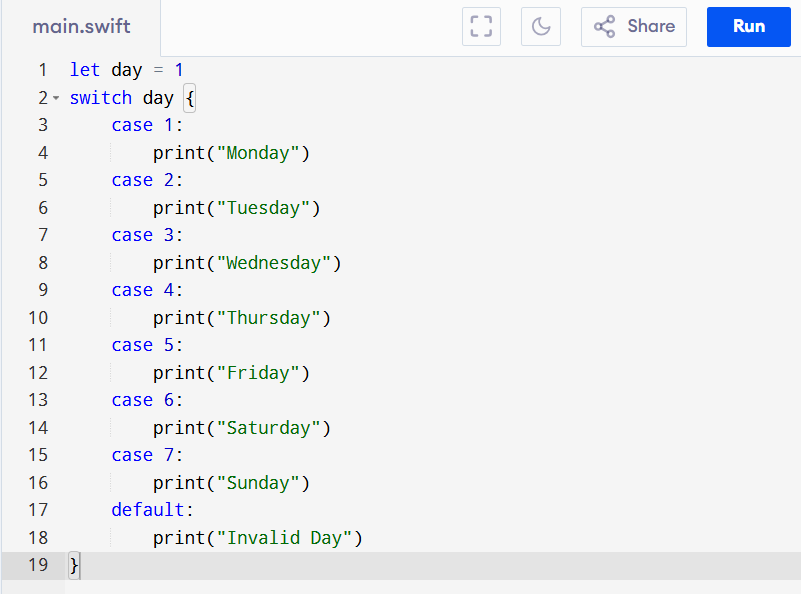 main.swift
Share
Run
1 let day = 1
2 switch day {
3     case 1:
4         print("Monday")
5     case 2:
6         print("Tuesday")
7     case 3:
8         print("Wednesday")
9     case 4:
10         print("Thursday")
11     case 5:
12         print("Friday")
13     case 6:
14         print("Saturday")
15     case 7:
16         print("Sunday")
17     default:
18         print("Invalid Day")
19 }